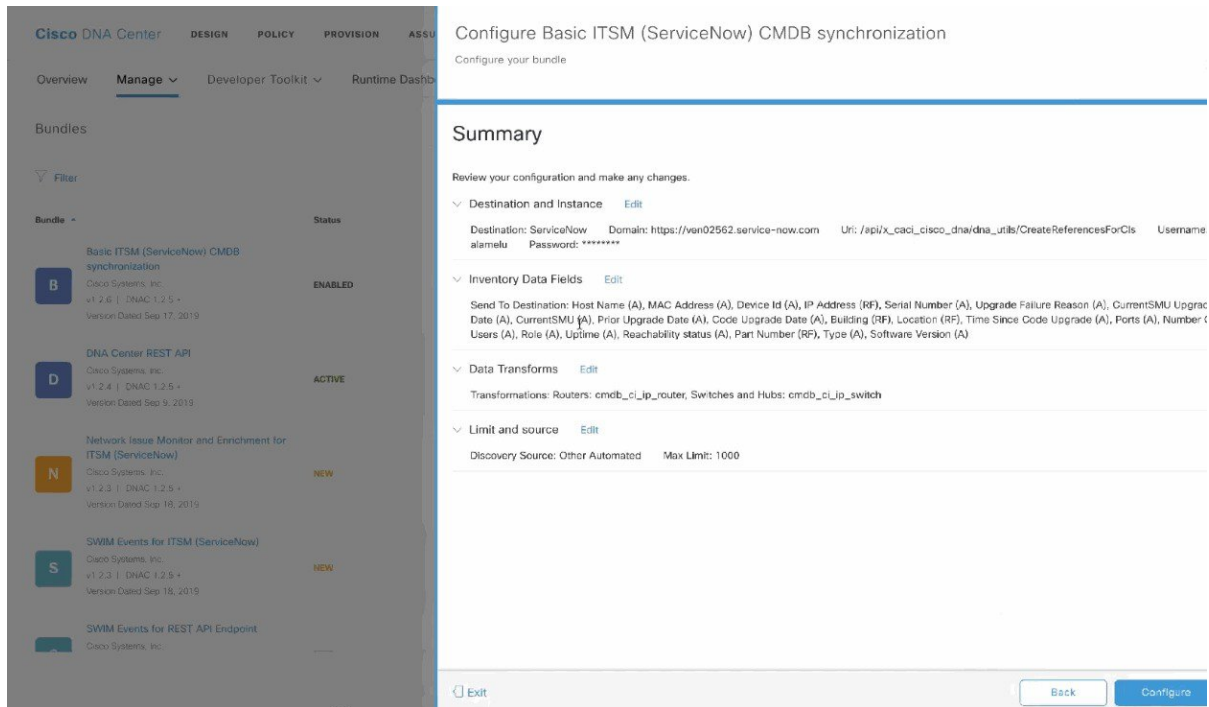 Cisco DNA Center DESIGN POLICY PROVISION ASSU
Overview Manage Developer Toolkit Runtime Dashb
Bundles
Filter
Bundle Status
Basic ITSM (ServiceNow) CMDB
synchronization
B
Cisco Systems, Inc.
ENABLED
v1.2.6 | DNAC 1.2.5 +
Version Dated Sep 17, 2019
DNA Center REST API
D
Cisco Systems, Inc.
ACTIVE
v1.2.4 | DNAC 1.2.5 +
Version Dated Sep 9, 2019
Network Issue Monitor and Enrichment for
ITSM (ServiceNow)
N
Cisco Systems, Inc.
NEW
v1.2.3 | DNAC 1.2.5 +
Version Dated Sep 18, 2019
SWIM Events for ITSM (ServiceNow)
S
Cisco Systems, Inc.
NEW
v1.2.3 | DNAC 1.2.5 +
Version Dated Sep 18, 2019
SWIM Events for REST API Endpoint
Cisco Systems, Inc.
Configure Basic ITSM (ServiceNow) CMDB synchronization
Configure your bundle
Summary
Review your configuration and make any changes.
Destination and Instance Edit
Destination: ServiceNow Domain: https://ven02562.service-now.com Uri: /api/x_caci_cisco_dna/dna_utils/CreateReferencesForCIs Username
alamelu Password: ********
Inventory Data Fields Edit
Send To Destination: Host Name (A), MAC Address (A), Device Id (A), IP Address (RF), Serial Number (A), Upgrade Failure Reason (A), CurrentSMU Upgrad
Date (A), CurrentSMU (A), Prior Upgrade Date (A), Code Upgrade Date (A), Building (RF), Location (RF), Time Since Code Upgrade (A), Ports (A), Number
Users (A), Role (A), Uptime (A), Reachability status (A), Part Number (RF), Type (A), Software Version (A)
Data Transforms Edit
Transformations: Routers: cmdb_ci_ip_router, Switches and Hubs: cmdb_ci_ip_switch
Limit and source Edit
Discovery Source: Other Automated Max Limit: 1000
Exit Back Configure